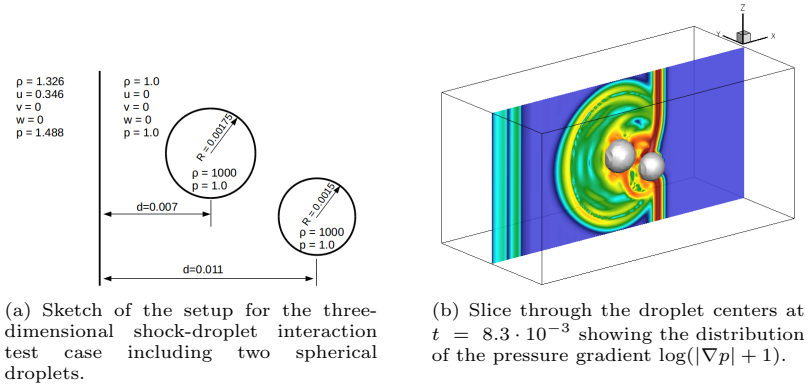 ρ = 1.326
u = 0.346
v = 0
w = 0
p = 1.488
ρ = 1.0
u = 0
v = 0
w = 0
p = 1.0
R = 0.00175
ρ = 1000
p = 1.0
d=0.007
R = 0.0015
ρ = 1000
p = 1.0
d=0.011
(a) Sketch of the setup for the three-
dimensional shock-droplet interaction
test case including two spherical
droplets.
Z
Y
X
(b) Slice through the droplet centers at
t = 8.3 · 10⁻³ showing the distribution
of the pressure gradient log(|∇p| + 1).